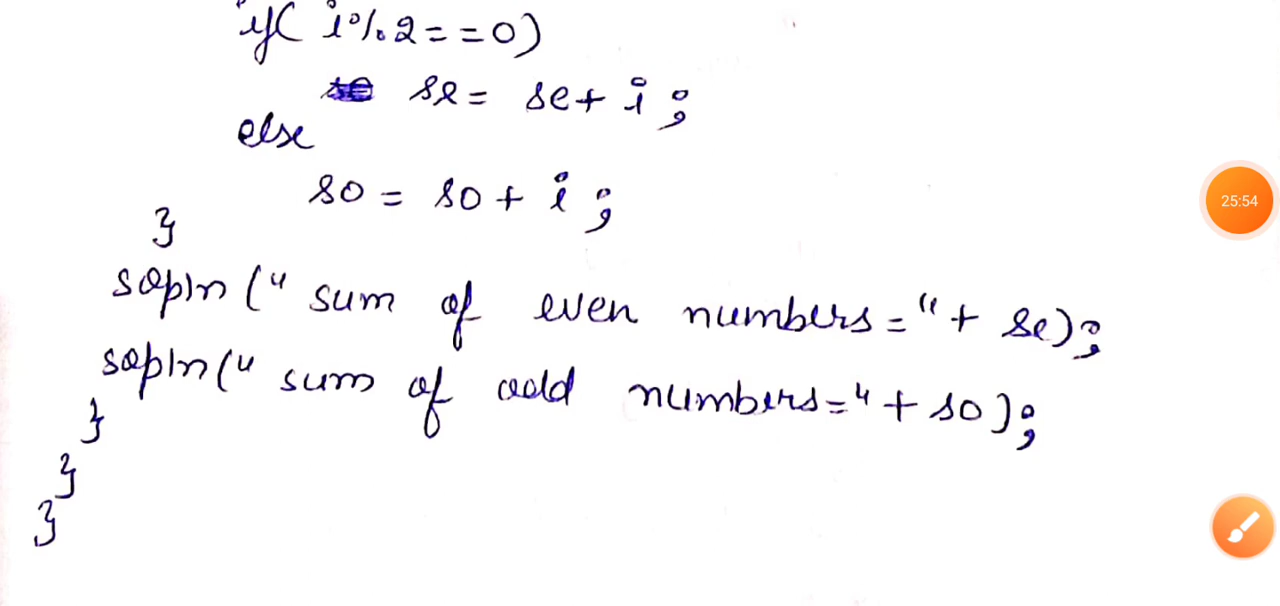 if( i%2==0)
se = se+ i ;
else
so = so + i ;
}
sopln (" sum of even numbers = "+ se);
sopln (" sum of odd numbers = "+ so);
}
}
}
25:54